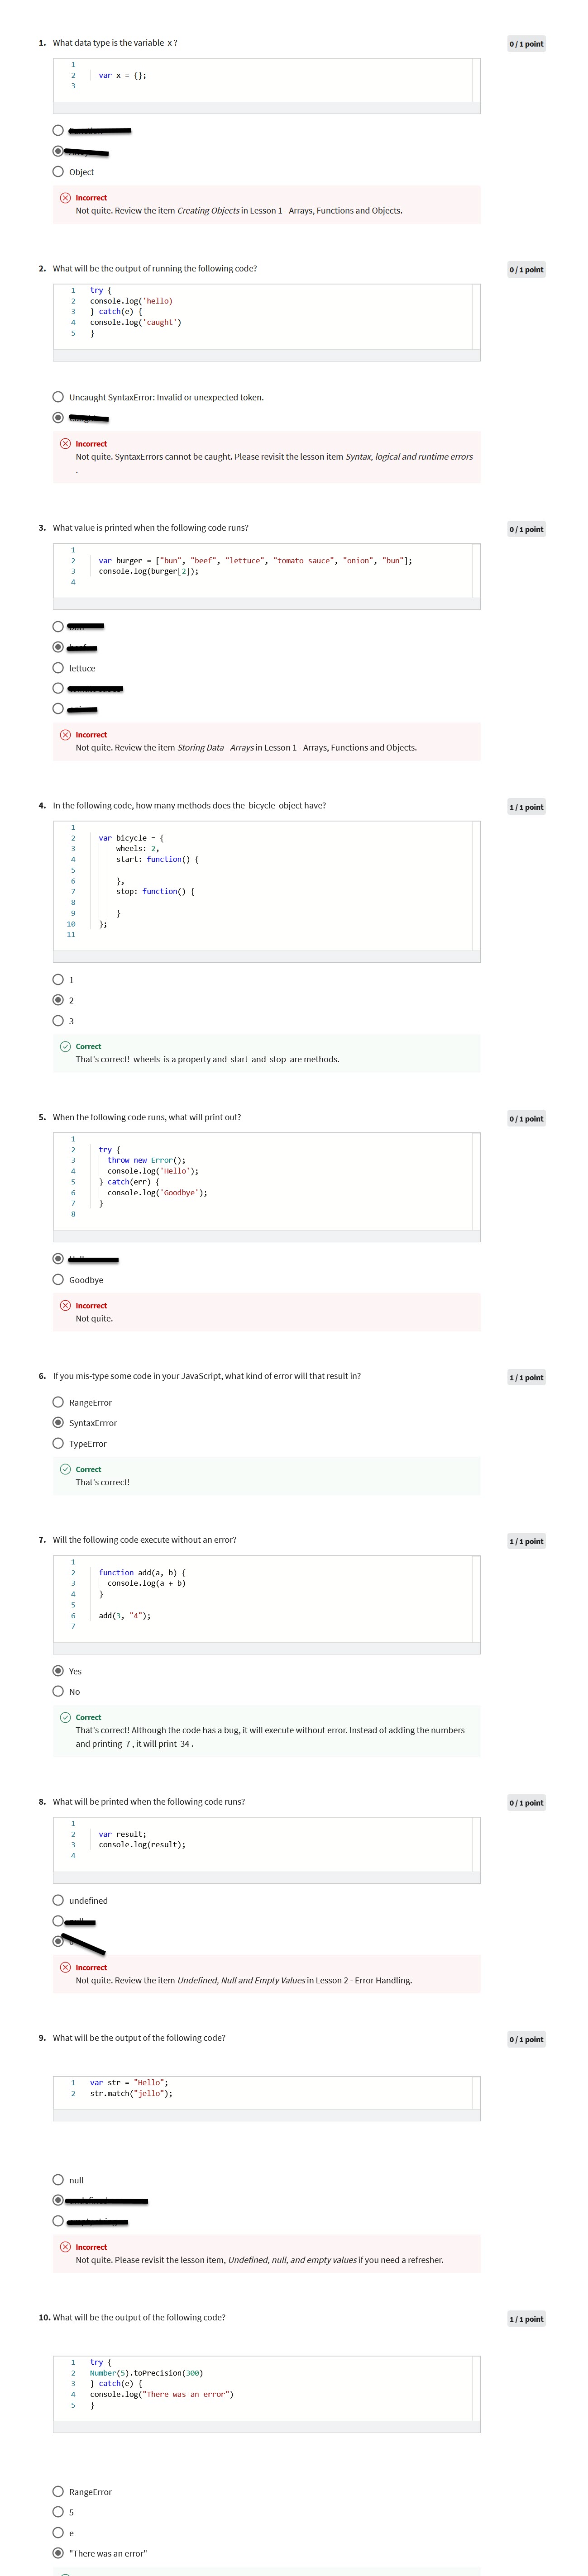 1. What data type is the variable x ?
0 / 1 point
1
2 var x = {};
3
Object
Incorrect
Not quite. Review the item Creating Objects in Lesson 1 - Arrays, Functions and Objects.
2. What will be the output of running the following code?
0 / 1 point
1 try {
2 console.log('hello)
3 } catch(e) {
4 console.log('caught')
5 }
Uncaught SyntaxError: Invalid or unexpected token.
Incorrect
Not quite. SyntaxErrors cannot be caught. Please revisit the lesson item Syntax, logical and runtime errors
.
3. What value is printed when the following code runs?
0 / 1 point
1
2 var burger = ["bun", "beef", "lettuce", "tomato sauce", "onion", "bun"];
3 console.log(burger[2]);
4
lettuce
Incorrect
Not quite. Review the item Storing Data - Arrays in Lesson 1 - Arrays, Functions and Objects.
4. In the following code, how many methods does the bicycle object have?
1 / 1 point
1
2 var bicycle = {
3 wheels: 2,
4 start: function() {
5
6 },
7 stop: function() {
8
9 }
10 };
11
1
2
3
Correct
That's correct! wheels is a property and start and stop are methods.
5. When the following code runs, what will print out?
0 / 1 point
1
2 try {
3 throw new Error();
4 console.log('Hello');
5 } catch(err) {
6 console.log('Goodbye');
7 }
8
Goodbye
Incorrect
Not quite.
6. If you mis-type some code in your JavaScript, what kind of error will that result in?
1 / 1 point
RangeError
SyntaxErrror
TypeError
Correct
That's correct!
7. Will the following code execute without an error?
1 / 1 point
1
2 function add(a, b) {
3 console.log(a + b)
4 }
5
6 add(3, "4");
7
Yes
No
Correct
That's correct! Although the code has a bug, it will execute without error. Instead of adding the numbers
and printing 7 , it will print 34 .
8. What will be printed when the following code runs?
0 / 1 point
1
2 var result;
3 console.log(result);
4
undefined
Incorrect
Not quite. Review the item Undefined, Null and Empty Values in Lesson 2 - Error Handling.
9. What will be the output of the following code?
0 / 1 point
1 var str = "Hello";
2 str.match("jello");
null
Incorrect
Not quite. Please revisit the lesson item, Undefined, null, and empty values if you need a refresher.
10. What will be the output of the following code?
1 / 1 point
1 try {
2 Number(5).toPrecision(300)
3 } catch(e) {
4 console.log("There was an error")
5 }
RangeError
5
e
"There was an error"